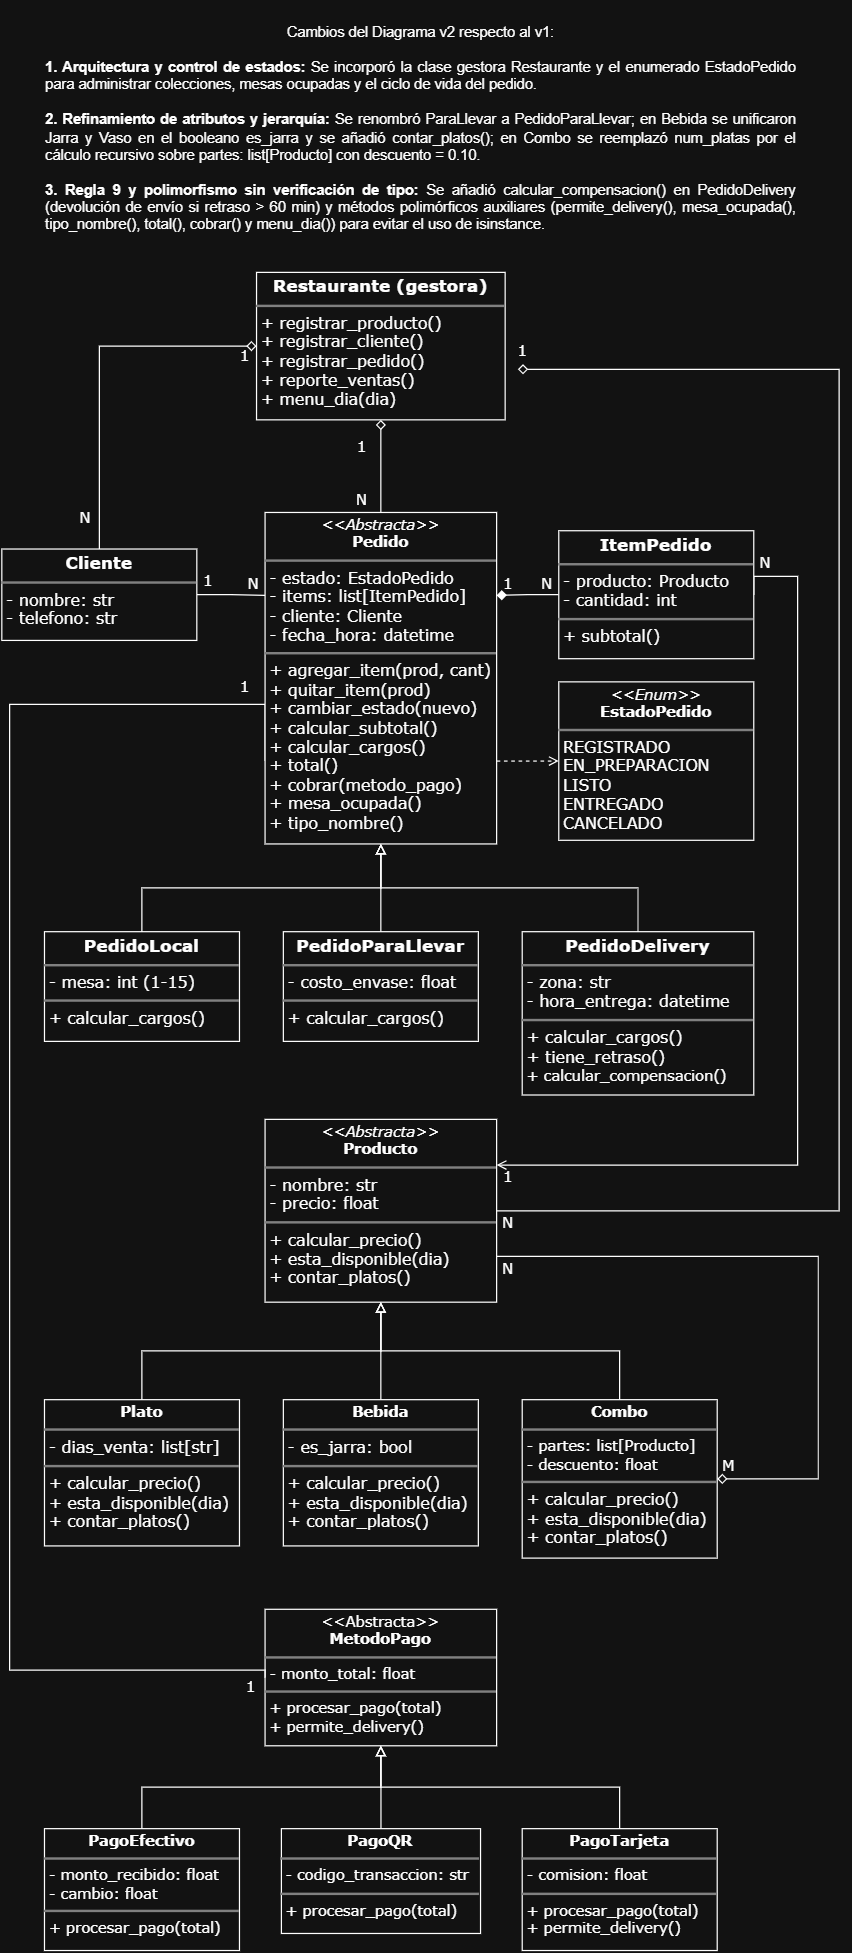 Cambios del Diagrama v2 respecto al v1:
1. Arquitectura y control de estados: Se incorporó la clase gestora Restaurante y el enumerado EstadoPedido
para administrar colecciones, mesas ocupadas y el ciclo de vida del pedido.
2. Refinamiento de atributos y jerarquía: Se renombró ParaLlevar a PedidoParaLlevar; en Bebida se unificaron
Jarra y Vaso en el booleano es_jarra y se añadió contar_platos(); en Combo se reemplazó num_platas por el
cálculo recursivo sobre partes: list[Producto] con descuento = 0.10.
3. Regla 9 y polimorfismo sin verificación de tipo: Se añadió calcular_compensacion() en PedidoDelivery
(devolución de envío si retraso > 60 min) y métodos polimórficos auxiliares (permite_delivery(), mesa_ocupada(),
tipo_nombre(), total(), cobrar() y menu_dia()) para evitar el uso de isinstance.
Restaurante (gestora)
+ registrar_producto()
+ registrar_cliente()
+ registrar_pedido()
+ reporte_ventas()
+ menu_dia(dia)
1
1
1
N
N
Cliente
- nombre: str
- telefono: str
1
N
<<Abstracta>>
Pedido
- estado: EstadoPedido
- items: list[ItemPedido]
- cliente: Cliente
- fecha_hora: datetime
+ agregar_item(prod, cant)
+ quitar_item(prod)
+ cambiar_estado(nuevo)
+ calcular_subtotal()
+ calcular_cargos()
+ total()
+ cobrar(metodo_pago)
+ mesa_ocupada()
+ tipo_nombre()
1
1
N
ItemPedido
- producto: Producto
- cantidad: int
+ subtotal()
N
<<Enum>>
EstadoPedido
REGISTRADO
EN_PREPARACION
LISTO
ENTREGADO
CANCELADO
PedidoLocal
- mesa: int (1-15)
+ calcular_cargos()
PedidoParaLlevar
- costo_envase: float
+ calcular_cargos()
PedidoDelivery
- zona: str
- hora_entrega: datetime
+ calcular_cargos()
+ tiene_retraso()
+ calcular_compensacion()
<<Abstracta>>
Producto
- nombre: str
- precio: float
+ calcular_precio()
+ esta_disponible(dia)
+ contar_platos()
1
N
N
Plato
- dias_venta: list[str]
+ calcular_precio()
+ esta_disponible(dia)
+ contar_platos()
Bebida
- es_jarra: bool
+ calcular_precio()
+ esta_disponible(dia)
+ contar_platos()
Combo
- partes: list[Producto]
- descuento: float
+ calcular_precio()
+ esta_disponible(dia)
+ contar_platos()
M
<<Abstracta>>
MetodoPago
- monto_total: float
+ procesar_pago(total)
+ permite_delivery()
1
PagoEfectivo
- monto_recibido: float
- cambio: float
+ procesar_pago(total)
PagoQR
- codigo_transaccion: str
+ procesar_pago(total)
PagoTarjeta
- comision: float
+ procesar_pago(total)
+ permite_delivery()